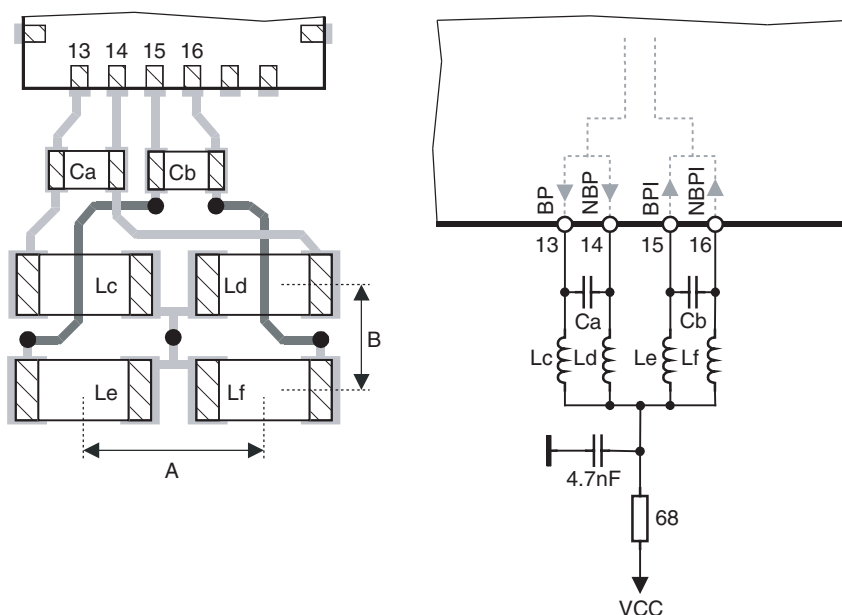 13 14 15 16
Ca Cb
Lc Ld
B
Le Lf
A
BP NBP BPI NBPI
13 14 15 16
Ca Cb
Lc Ld Le Lf
4.7nF
68
VCC